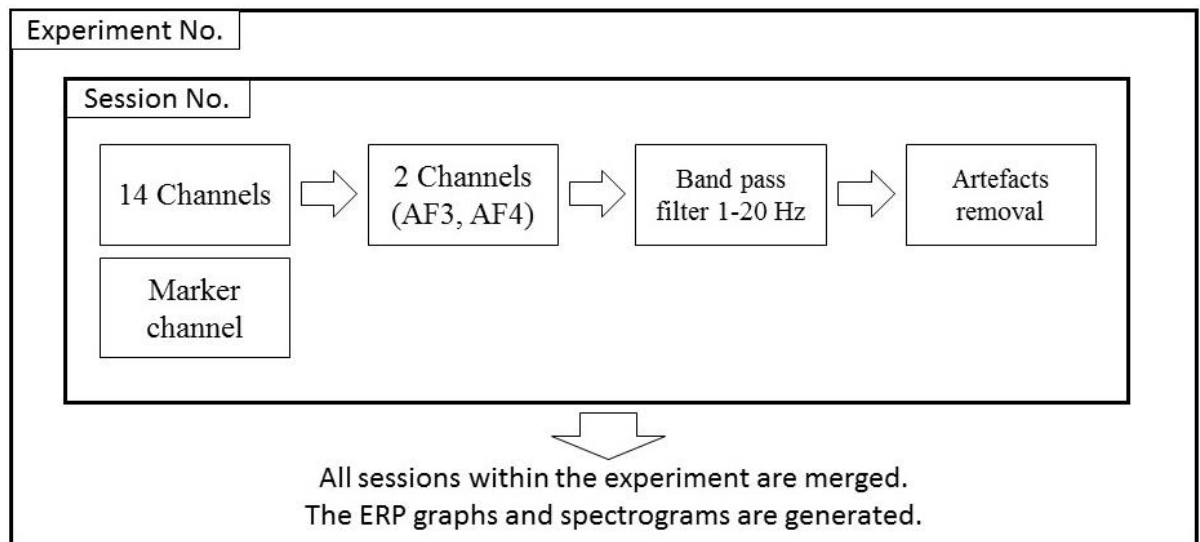 Experiment No.
Session No.
14 Channels
2 Channels
(AF3, AF4)
Band pass
filter 1-20 Hz
Artefacts
removal
Marker
channel
All sessions within the experiment are merged.
The ERP graphs and spectrograms are generated.